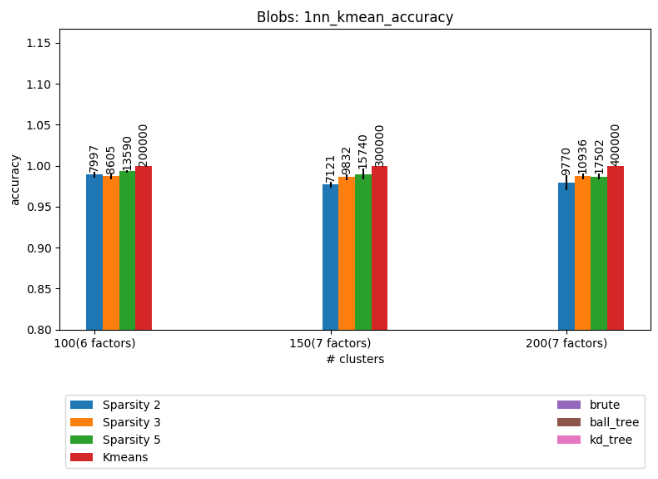 Blobs: 1nn_kmean_accuracy
1.15
1.10
1.05
1.00
0.95
0.90
0.85
0.80
accuracy
7997
8605
13590
200000
7121
9832
15740
300000
9770
10936
17502
400000
100(6 factors)
150(7 factors)
200(7 factors)
# clusters
Sparsity 2
Sparsity 3
Sparsity 5
Kmeans
brute
ball_tree
kd_tree